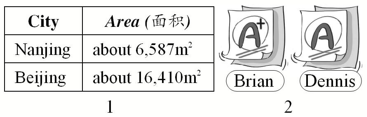 City Area (面积)
Nanjing about 6,587m²
Beijing about 16,410m²
1
A⁺ A
Brian Dennis
2